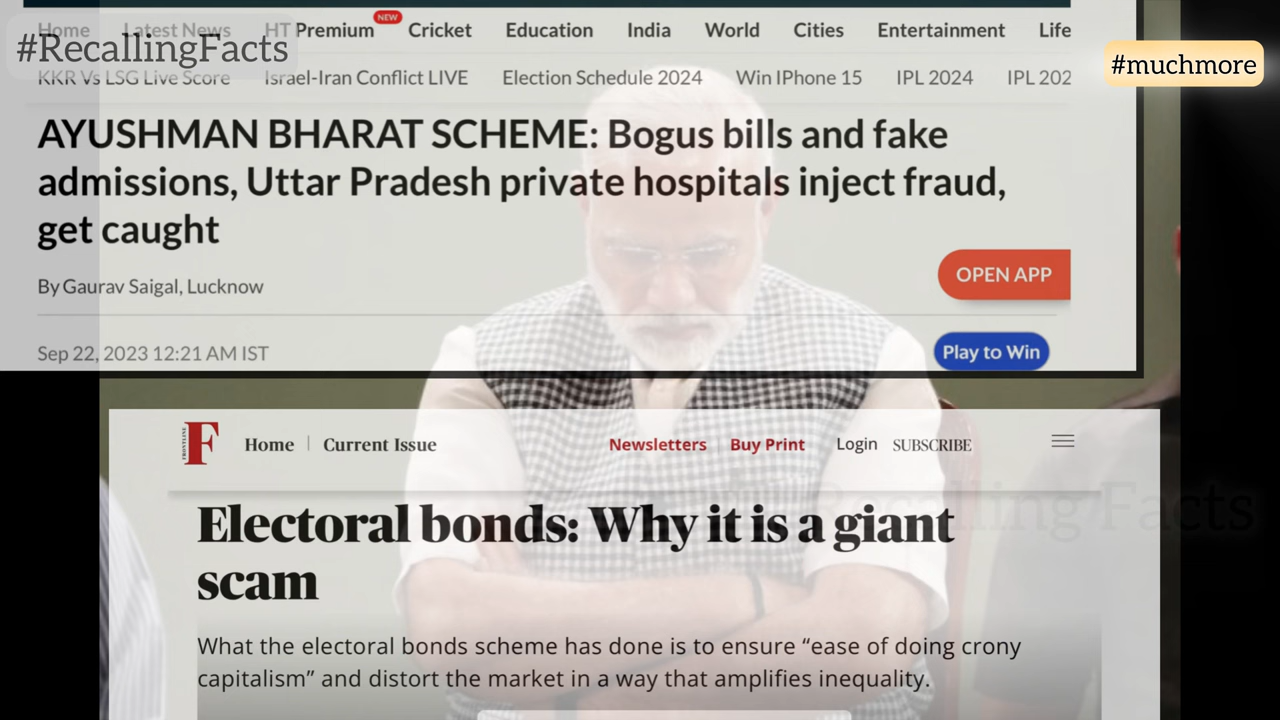 #RecallingFacts
#muchmore
Home Latest News HT Premium NEW Cricket Education India World Cities Entertainment Life
KKR Vs LSG Live Score Israel-Iran Conflict LIVE Election Schedule 2024 Win IPhone 15 IPL 2024 IPL 202
AYUSHMAN BHARAT SCHEME: Bogus bills and fake
admissions, Uttar Pradesh private hospitals inject fraud,
get caught
OPEN APP
By Gaurav Saigal, Lucknow
Sep 22, 2023 12:21 AM IST
Play to Win
FRONTLINE F Home | Current Issue Newsletters Buy Print Login SUBSCRIBE
Recalling Facts
Electoral bonds: Why it is a giant
scam
What the electoral bonds scheme has done is to ensure “ease of doing crony
capitalism” and distort the market in a way that amplifies inequality.